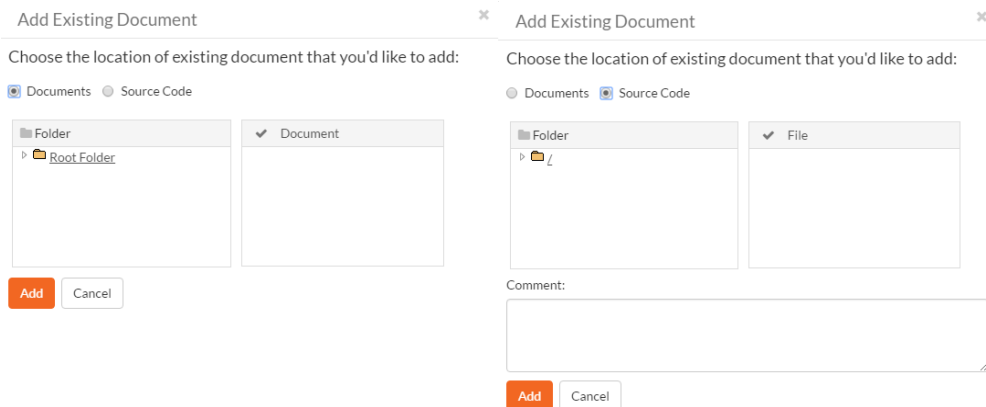 Add Existing Document
Choose the location of existing document that you'd like to add:
Documents Source Code
Folder Document
Root Folder
Add Cancel
Add Existing Document
Choose the location of existing document that you'd like to add:
Documents Source Code
Folder File
/
Comment:
Add Cancel